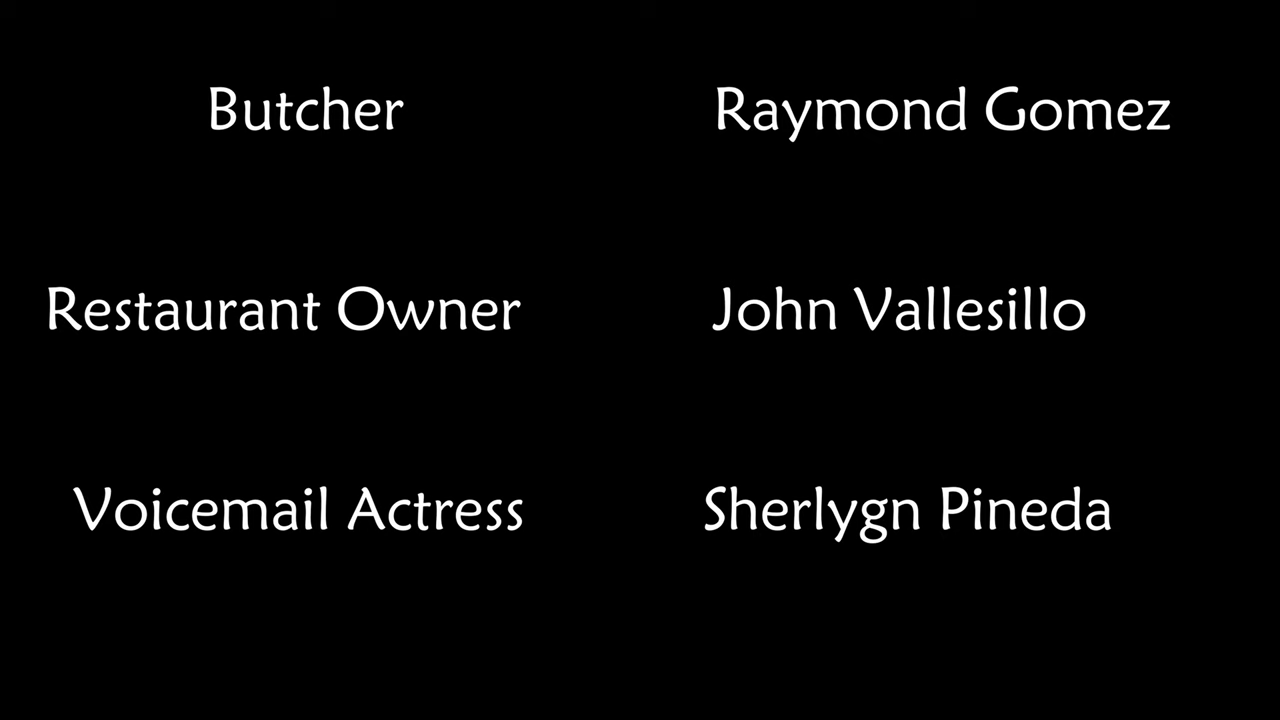 Butcher Raymond Gomez
Restaurant Owner John Vallesillo
Voicemail Actress Sherlygn Pineda